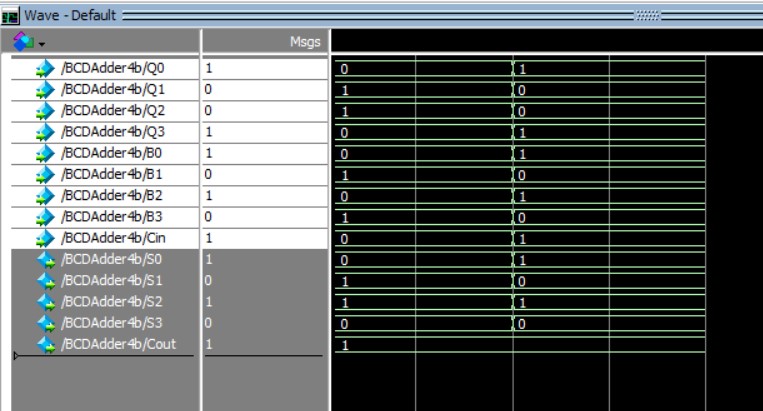 Wave - Default
Msgs
/BCDAdder4b/Q0 1 0 1
/BCDAdder4b/Q1 0 1 0
/BCDAdder4b/Q2 0 1 0
/BCDAdder4b/Q3 1 0 1
/BCDAdder4b/B0 1 0 1
/BCDAdder4b/B1 0 1 0
/BCDAdder4b/B2 1 0 1
/BCDAdder4b/B3 0 1 0
/BCDAdder4b/Cin 1 0 1
/BCDAdder4b/S0 1 0 1
/BCDAdder4b/S1 0 1 0
/BCDAdder4b/S2 1 1 1
/BCDAdder4b/S3 0 0 0
/BCDAdder4b/Cout 1 1